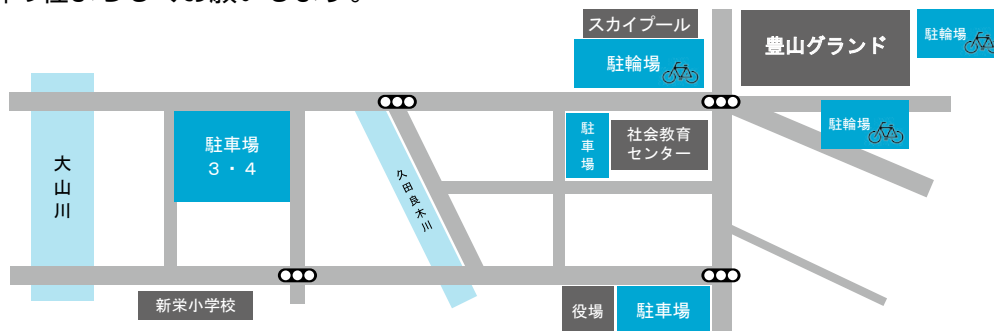 スカイプール
豊山グランド
駐輪場
駐輪場
駐輪場
駐車場
3・4
駐車場
社会教育
センター
大山川
久田良木川
新栄小学校
役場
駐車場